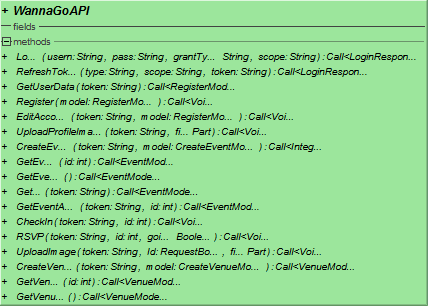 + WannaGoAPI
fields
methods
+ Lo... (usern:String, pass:String, grantTy... String, scope:String):Call<LoginRespon...
+ RefreshTok... (type:String, scope:String, token:String):Call<LoginRespon...
+ GetUserData(token:String):Call<RegisterMod...
+ Register(model:RegisterMo... ):Call<Voi...
+ EditAcco... (token:String, model:RegisterMo... ):Call<Voi...
+ UploadProfileIma... (token:String, fi... Part):Call<Voi...
+ CreateEv... (token:String, model:CreateEventMo... ):Call<Integ...
+ GetEv... (id:int):Call<EventMod...
+ GetEve... ():Call<EventMode...
+ Get... (token:String):Call<EventMode...
+ GetEventA... (token:String, id:int):Call<EventMod...
+ CheckIn(token:String, id:int):Call<Voi...
+ RSVP(token:String, id:int, goi... Boole... ):Call<Voi...
+ UploadImage(token:String, Id:RequestBo... , fi... Part):Call<Voi...
+ CreateVen... (token:String, model:CreateVenueMo... ):Call<VenueMod...
+ GetVen... (id:int):Call<VenueMod...
+ GetVenu... ():Call<VenueMode...